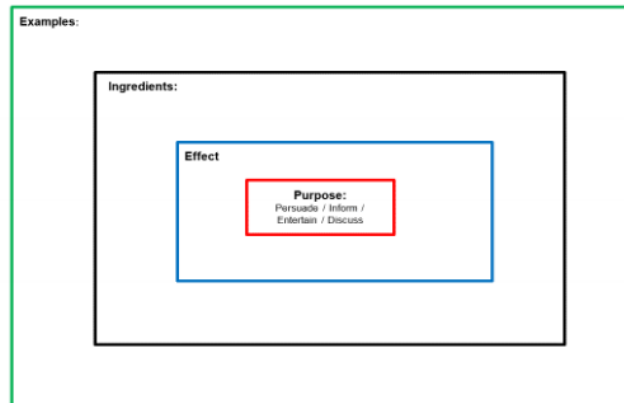 Examples:
Ingredients:
Effect
Purpose:
Persuade / Inform /
Entertain / Discuss